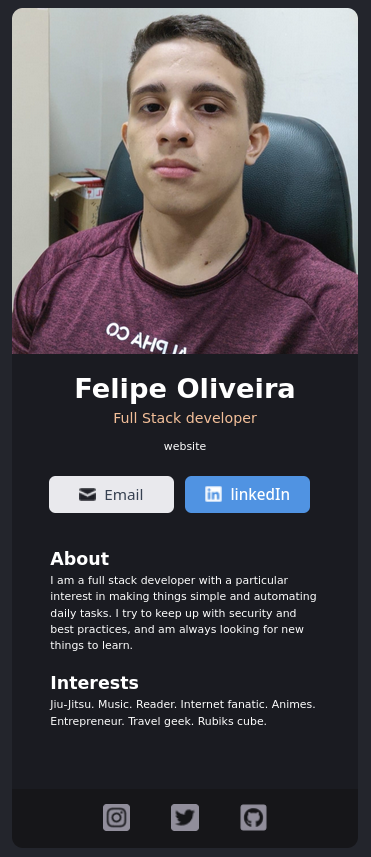 ALPHA CO
Felipe Oliveira
Full Stack developer
website
Email
linkedIn
About
I am a full stack developer with a particular
interest in making things simple and automating
daily tasks. I try to keep up with security and
best practices, and am always looking for new
things to learn.
Interests
Jiu-Jitsu. Music. Reader. Internet fanatic. Animes.
Entrepreneur. Travel geek. Rubiks cube.